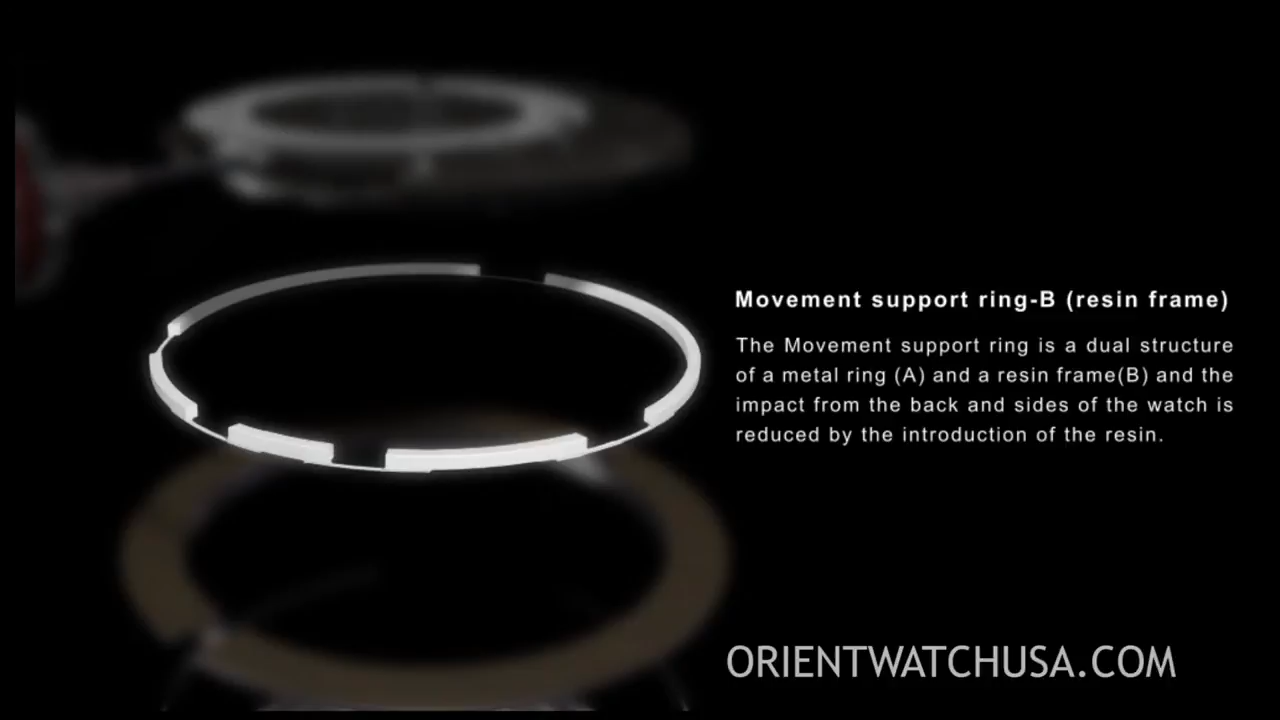 Movement support ring-B (resin frame)
The Movement support ring is a dual structure
of a metal ring (A) and a resin frame(B) and the
impact from the back and sides of the watch is
reduced by the introduction of the resin.
ORIENTWATCHUSA.COM